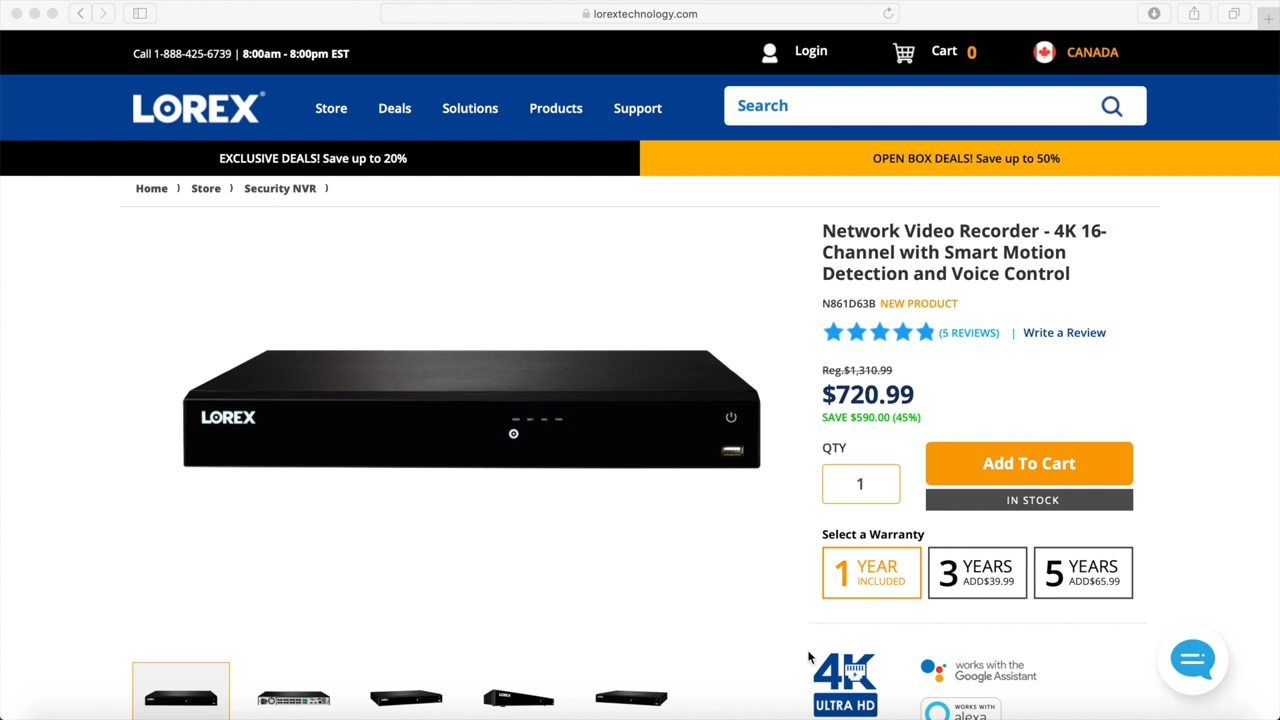 lorextechnology.com
Call 1-888-425-6739 | 8:00am - 8:00pm EST
Login
Cart 0
CANADA
LOREX
Store
Deals
Solutions
Products
Support
Search
EXCLUSIVE DEALS! Save up to 20%
OPEN BOX DEALS! Save up to 50%
Home ) Store ) Security NVR )
Network Video Recorder - 4K 16-
Channel with Smart Motion
Detection and Voice Control
N861D63B NEW PRODUCT
(5 REVIEWS) | Write a Review
Reg.$1,310.99
$720.99
SAVE $590.00 (45%)
QTY
1
Add To Cart
IN STOCK
Select a Warranty
1 YEAR
INCLUDED
3 YEARS
ADD$39.99
5 YEARS
ADD$65.99
LOREX
4K
ULTRA HD
works with the
Google Assistant
WORKS WITH
alexa
LOREX